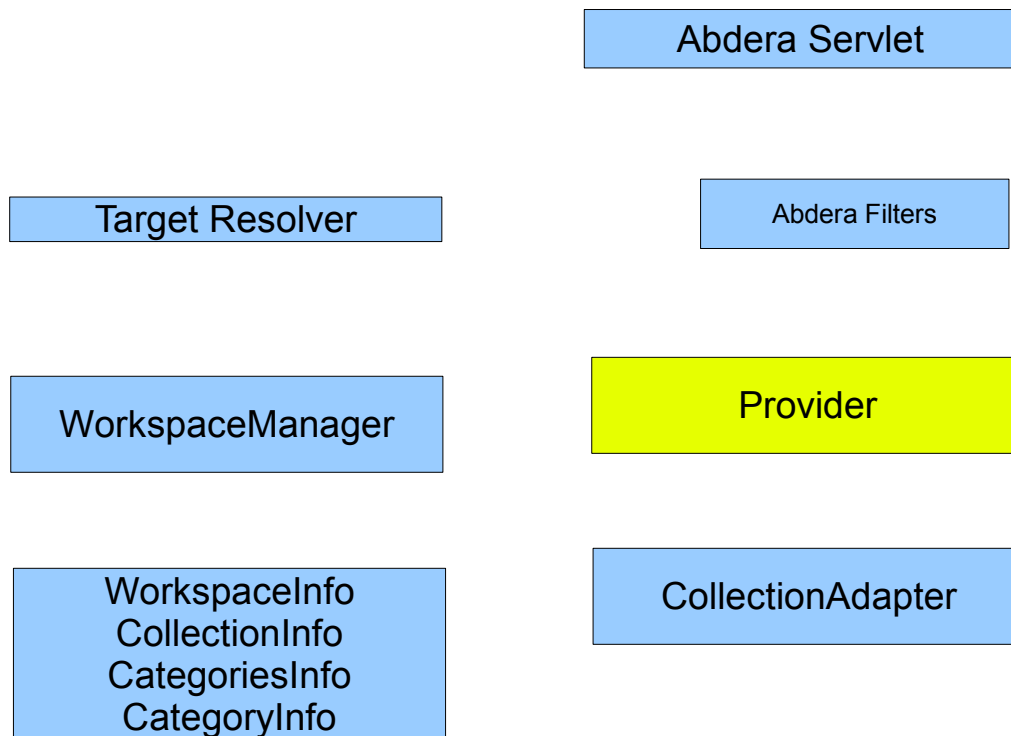 Abdera Servlet
Target Resolver
Abdera Filters
WorkspaceManager
Provider
WorkspaceInfo
CollectionInfo
CategoriesInfo
CategoryInfo
CollectionAdapter